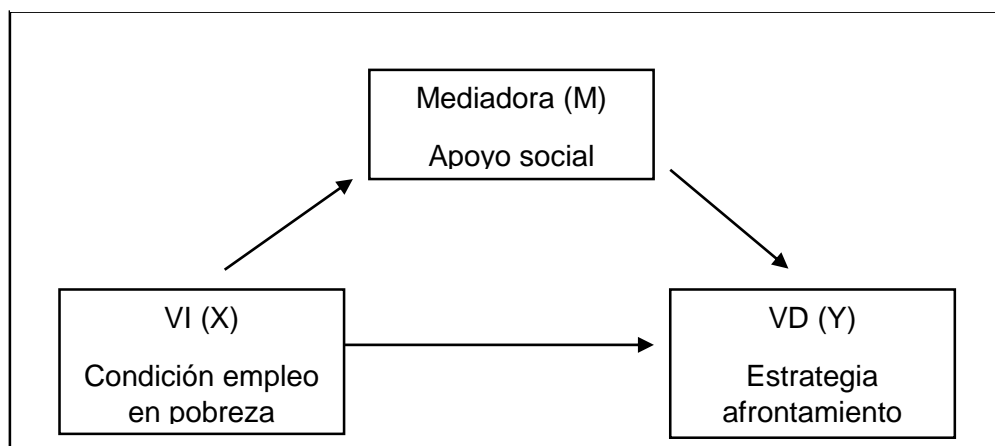 Mediadora (M)
Apoyo social
VI (X)
Condición empleo
en pobreza
VD (Y)
Estrategia
afrontamiento